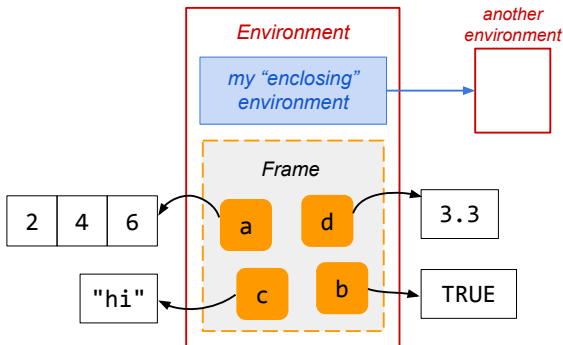 another
environment
Environment
my “enclosing”
environment
Frame
2 4 6
a
d
3.3
"hi"
c
b
TRUE